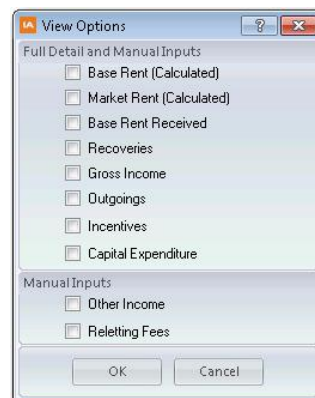 IA View Options ?
Full Detail and Manual Inputs
Base Rent (Calculated)
Market Rent (Calculated)
Base Rent Received
Recoveries
Gross Income
Outgoings
Incentives
Capital Expenditure
Manual Inputs
Other Income
Reletting Fees
OK Cancel